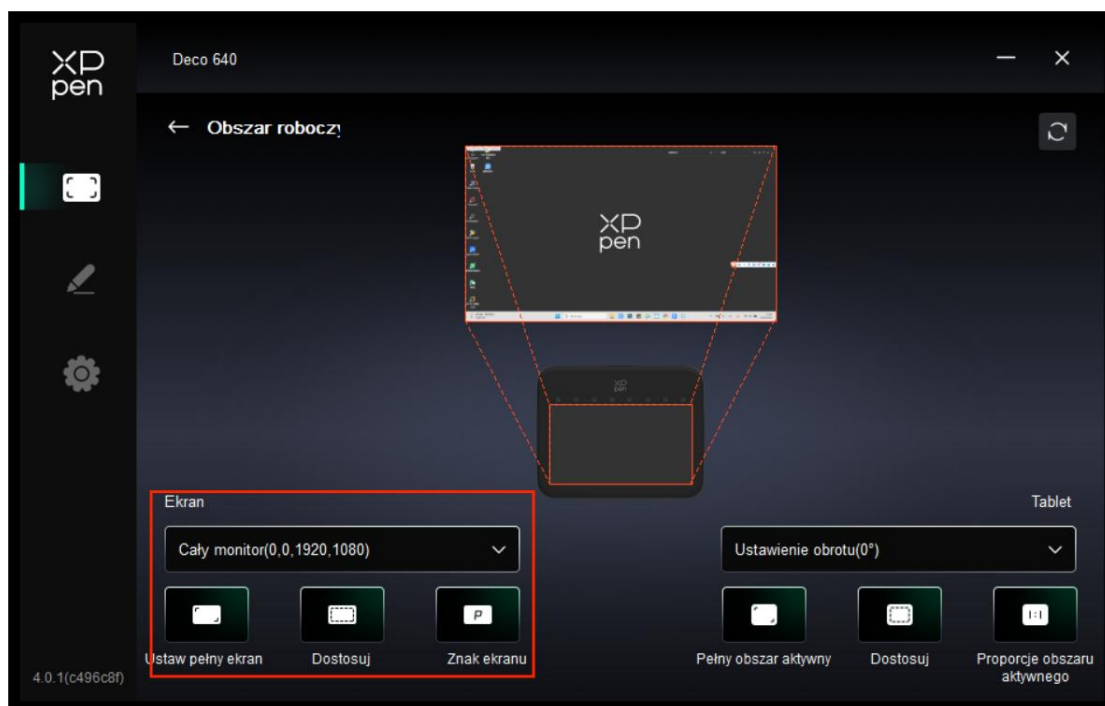 XP
pen
Deco 640
Obszar roboczy
XP
pen
XP
pen
Ekran
Tablet
Cały monitor(0,0,1920,1080)
Ustawienie obrotu(0°)
P
1:1
Ustaw pełny ekran
Dostosuj
Znak ekranu
Pełny obszar aktywny
Dostosuj
Proporcje obszaru
aktywnego
4.0.1(c496c8f)